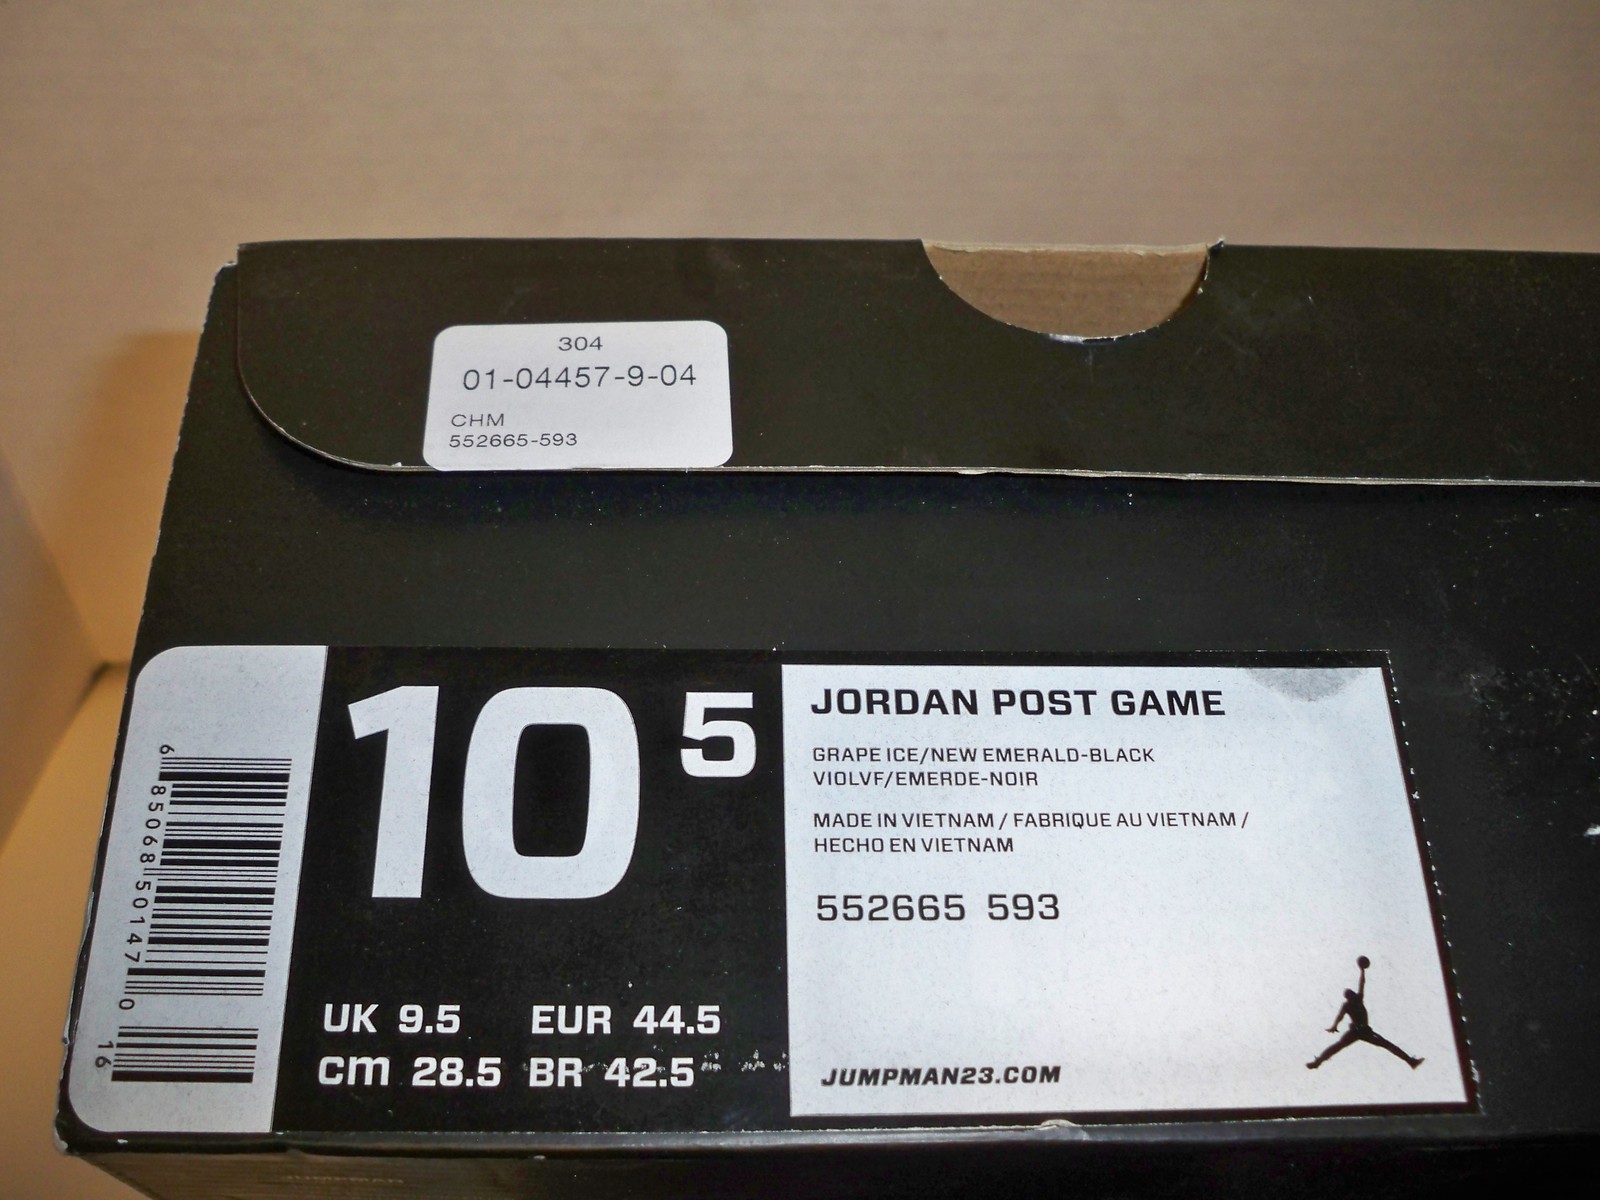 304
01-04457-9-04
CHM
552665-593
6 85068 50147 0
16
10 5
UK 9.5 EUR 44.5
cm 28.5 BR 42.5
JORDAN POST GAME
GRAPE ICE/NEW EMERALD-BLACK
VIOLVF/EMERDE-NOIR
MADE IN VIETNAM / FABRIQUE AU VIETNAM /
HECHO EN VIETNAM
552665 593
JUMPMAN23.COM